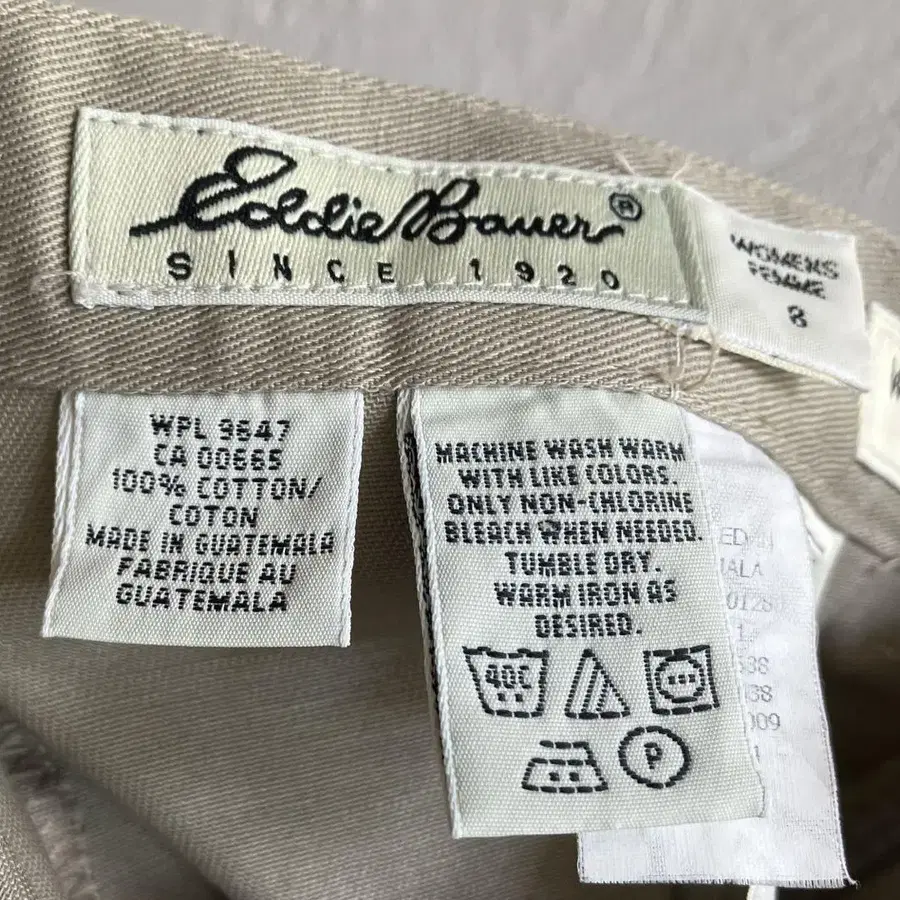 Eddie Bauer®
SINCE 1920
WOMENS
FEMME
8
WPL 9647
CA 00665
100% COTTON/
COTON
MADE IN GUATEMALA
FABRIQUE AU
GUATEMALA
MACHINE WASH WARM
WITH LIKE COLORS.
ONLY NON-CHLORINE
BLEACH WHEN NEEDED.
TUMBLE DRY.
WARM IRON AS
DESIRED.
40C
P